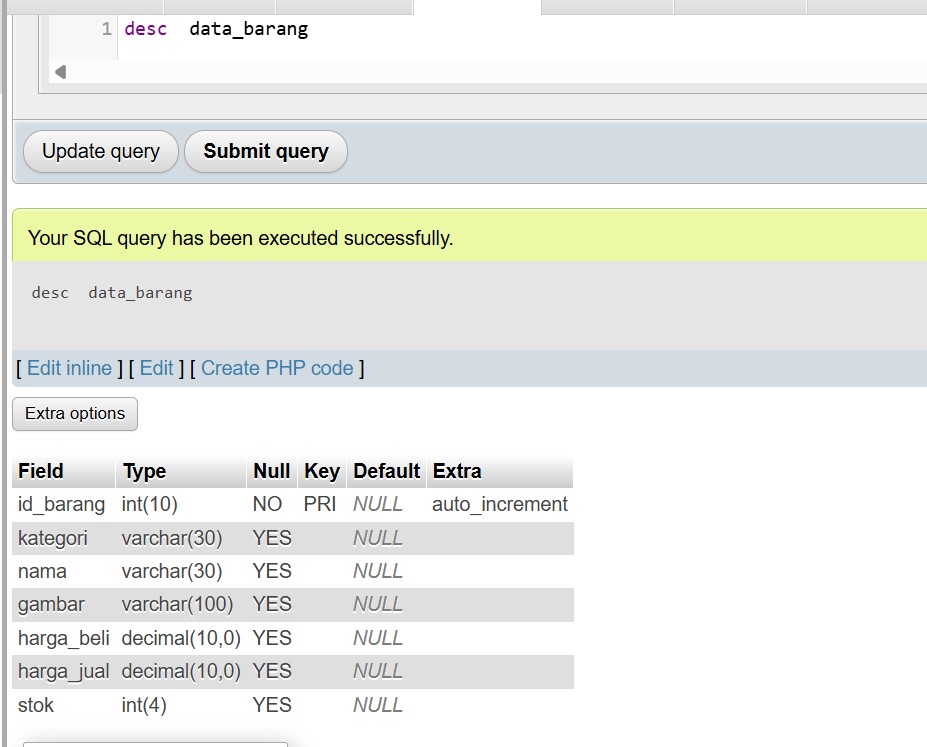 1 desc  data_barang
Update query Submit query
Your SQL query has been executed successfully.
desc  data_barang
[ Edit inline ] [ Edit ] [ Create PHP code ]
Extra options
Field Type Null Key Default Extra
id_barang int(10) NO PRI NULL auto_increment
kategori varchar(30) YES NULL
nama varchar(30) YES NULL
gambar varchar(100) YES NULL
harga_beli decimal(10,0) YES NULL
harga_jual decimal(10,0) YES NULL
stok int(4) YES NULL